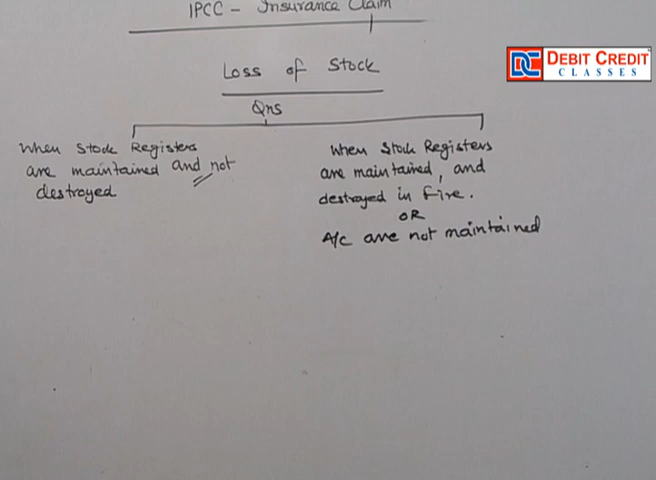 IPCC - Insurance Claim
DEBIT CREDIT
CLASSES
Loss of Stock
Qns
When Stock Registers
are maintained and not
destroyed
When Stock Registers
are maintained, and
destroyed in Fire.
OR
A/c are not maintained